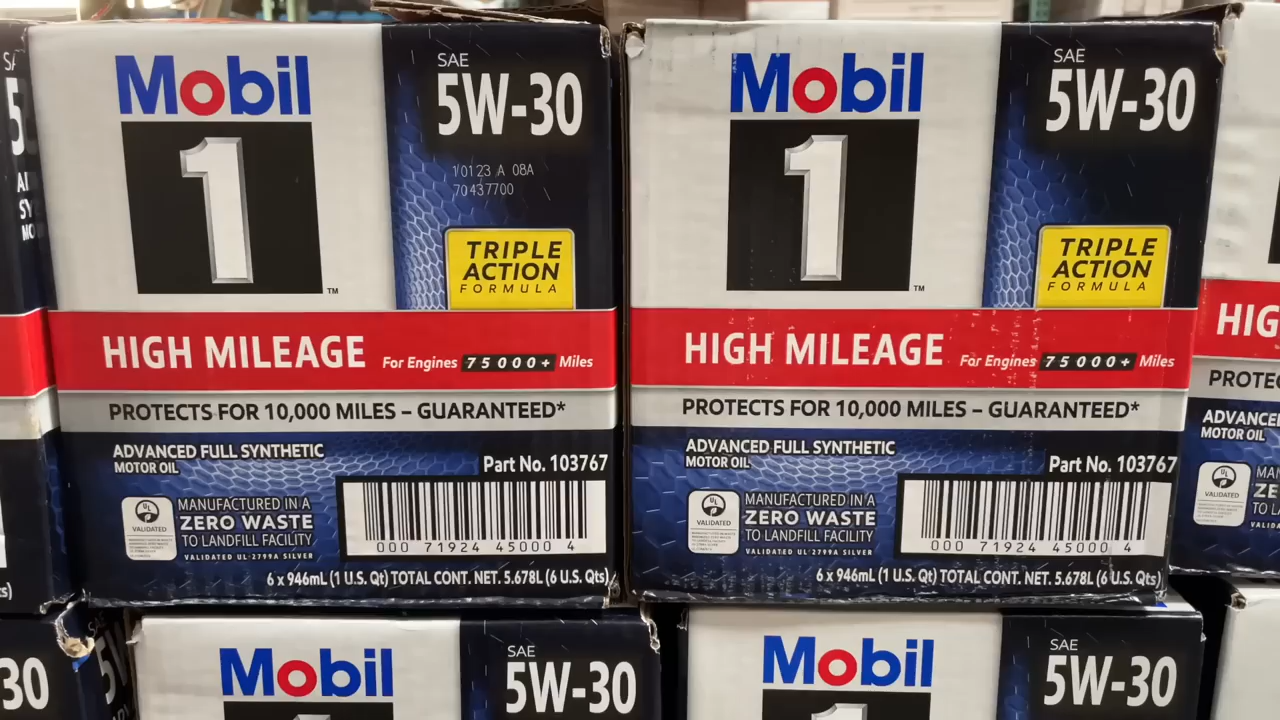 Mobil
1
TM
SAE
5W-30
1/01 23 A 08A
70437700
TRIPLE
ACTION
FORMULA
HIGH MILEAGE For Engines 75000+ Miles
PROTECTS FOR 10,000 MILES – GUARANTEED*
ADVANCED FULL SYNTHETIC
MOTOR OIL
Part No. 103767
UL
VALIDATED
MANUFACTURED IN A
ZERO WASTE
TO LANDFILL FACILITY
VALIDATED UL 2799A SILVER
000 71924 45000 4
6 x 946mL (1 U.S. Qt) TOTAL CONT. NET. 5.678L (6 U.S. Qts)
Mobil
1
TM
SAE
5W-30
TRIPLE
ACTION
FORMULA
HIGH MILEAGE For Engines 75000+ Miles
PROTECTS FOR 10,000 MILES – GUARANTEED*
ADVANCED FULL SYNTHETIC
MOTOR OIL
Part No. 103767
UL
VALIDATED
MANUFACTURED IN A
ZERO WASTE
TO LANDFILL FACILITY
VALIDATED UL 2799A SILVER
000 71924 45000 4
6 x 946mL (1 U.S. Qt) TOTAL CONT. NET. 5.678L (6 U.S. Qts)
HIG
PROTEC
ADVANCE
MOTOR OIL
VALIDATED
30
Mobil
SAE
5W-30
Mobil
SAE
5W-30